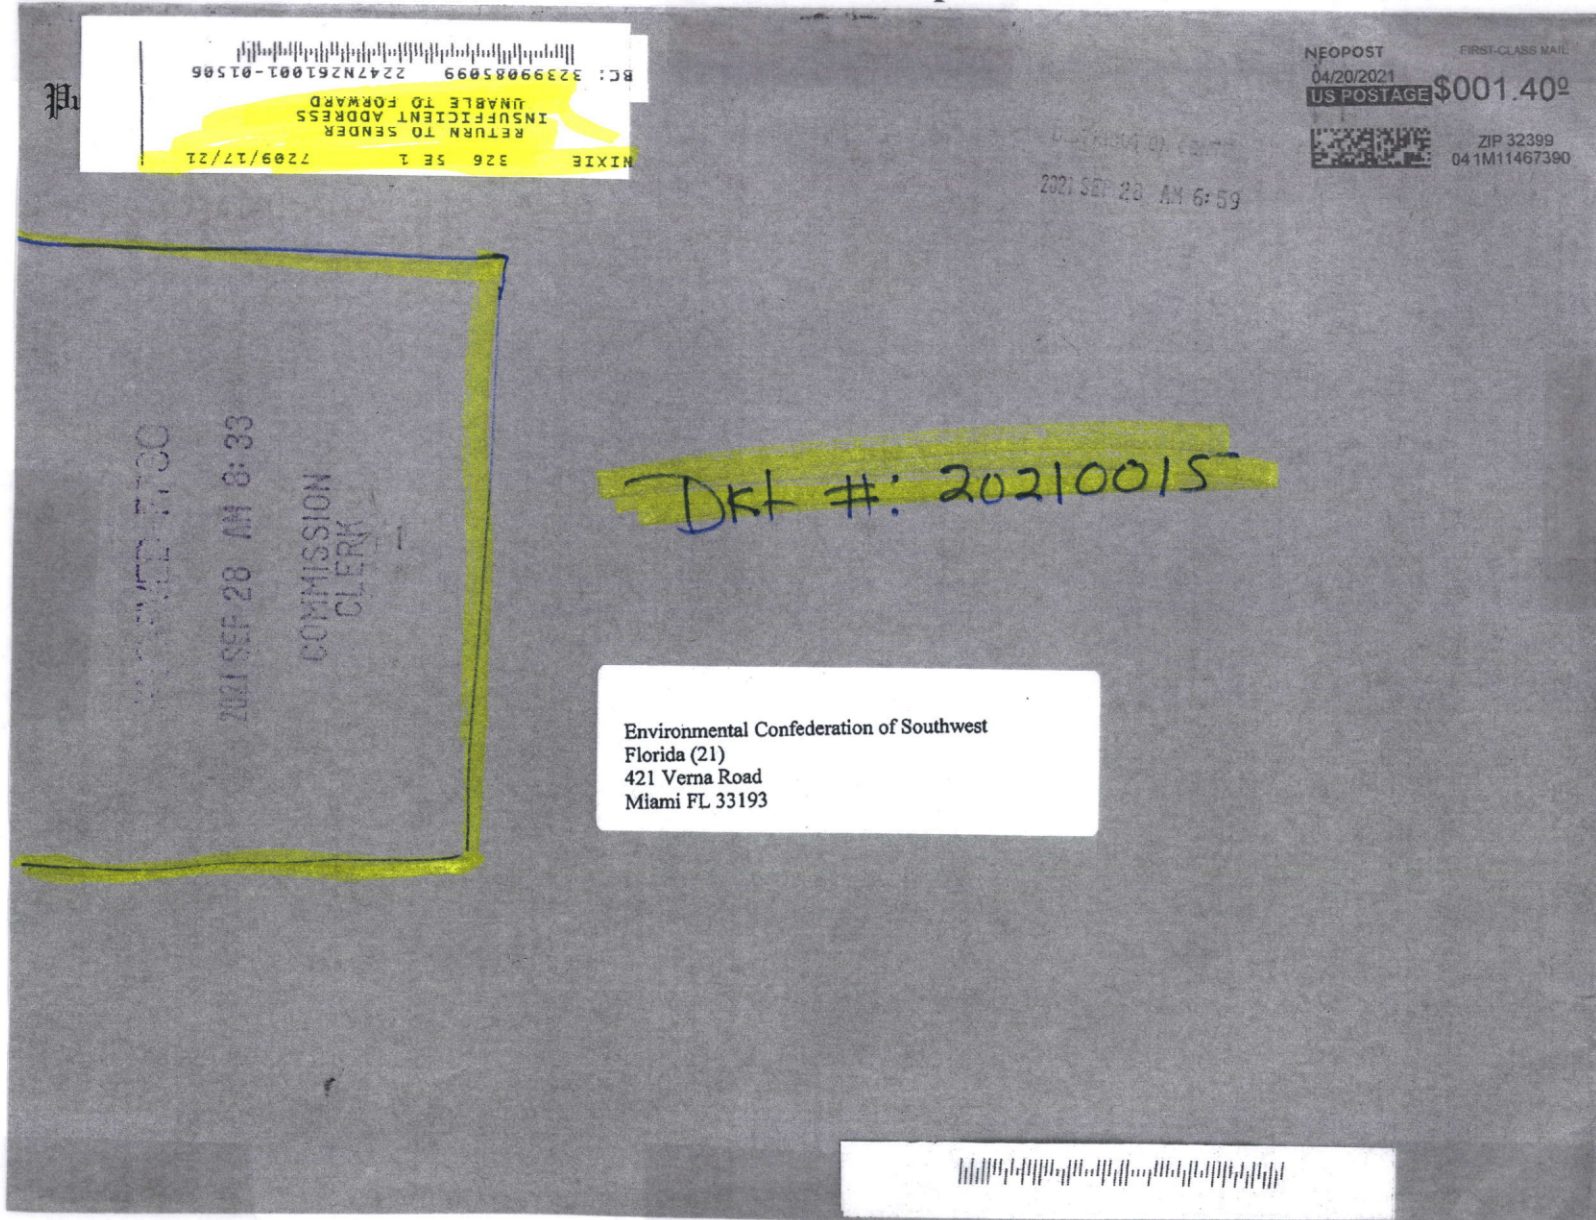 BC: 32399085099 2247N261001-01506
UNABLE TO FORWARD
INSUFFICIENT ADDRESS
RETURN TO SENDER
NIXIE 326 SE 1 7209/17/21
NEOPOST
FIRST-CLASS MAIL
04/20/2021
US POSTAGE $001.40º
ZIP 32399
041M11467390
2021 SEP 28 AM 6:59
2021 SEP 28 AM 8:33
COMMISSION
CLERK
Dkt #: 20210015
Environmental Confederation of Southwest
Florida (21)
421 Verna Road
Miami FL 33193